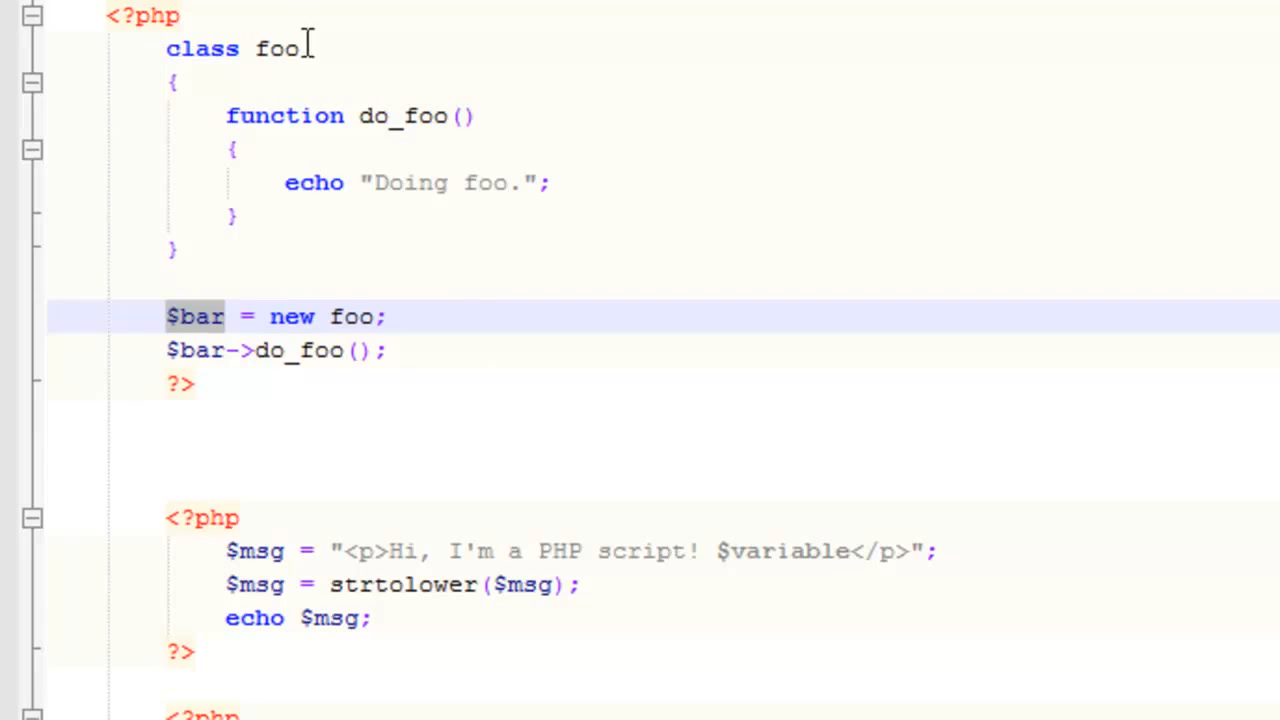 <?php
class foo
{
function do_foo()
{
echo "Doing foo.";
}
}
$bar = new foo;
$bar->do_foo();
?>
<?php
$msg = "<p>Hi, I'm a PHP script! $variable</p>";
$msg = strtolower($msg);
echo $msg;
?>
<?php